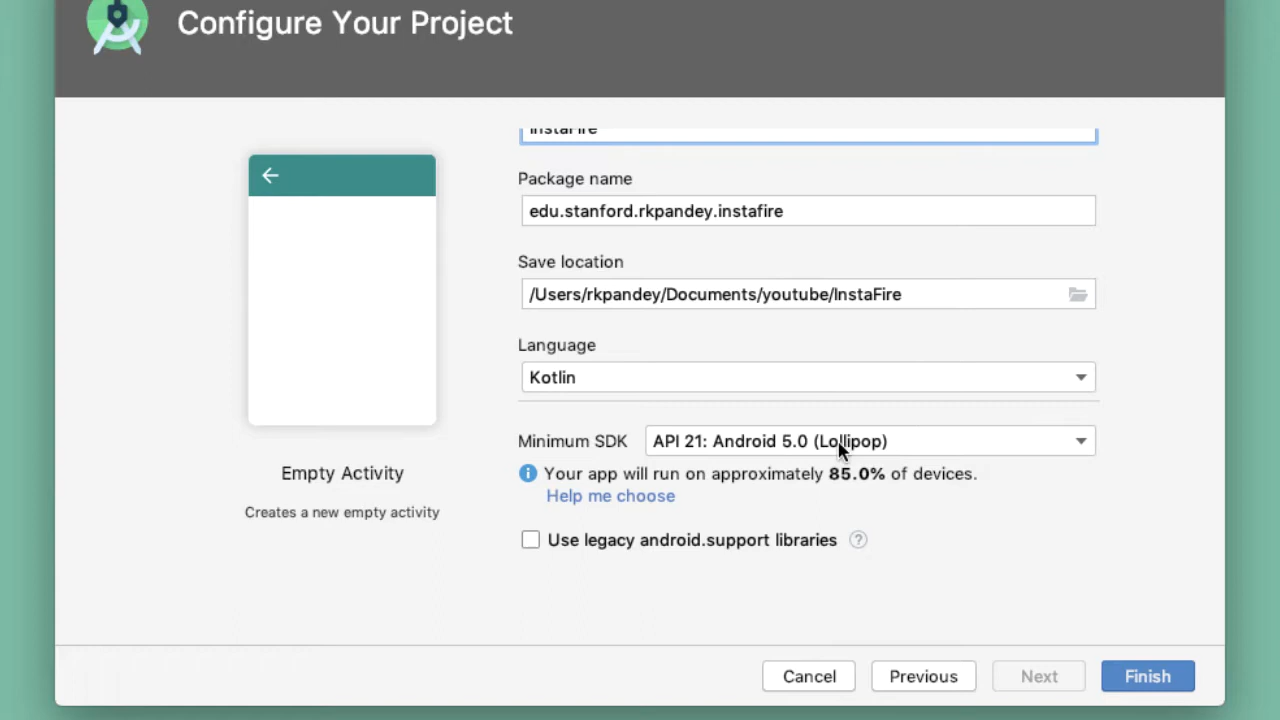 Configure Your Project
InstaFire
Package name
edu.stanford.rkpandey.instafire
Save location
/Users/rkpandey/Documents/youtube/InstaFire
Language
Kotlin
Minimum SDK
API 21: Android 5.0 (Lollipop)
Your app will run on approximately 85.0% of devices.
Help me choose
Use legacy android.support libraries ?
Empty Activity
Creates a new empty activity
Cancel
Previous
Next
Finish